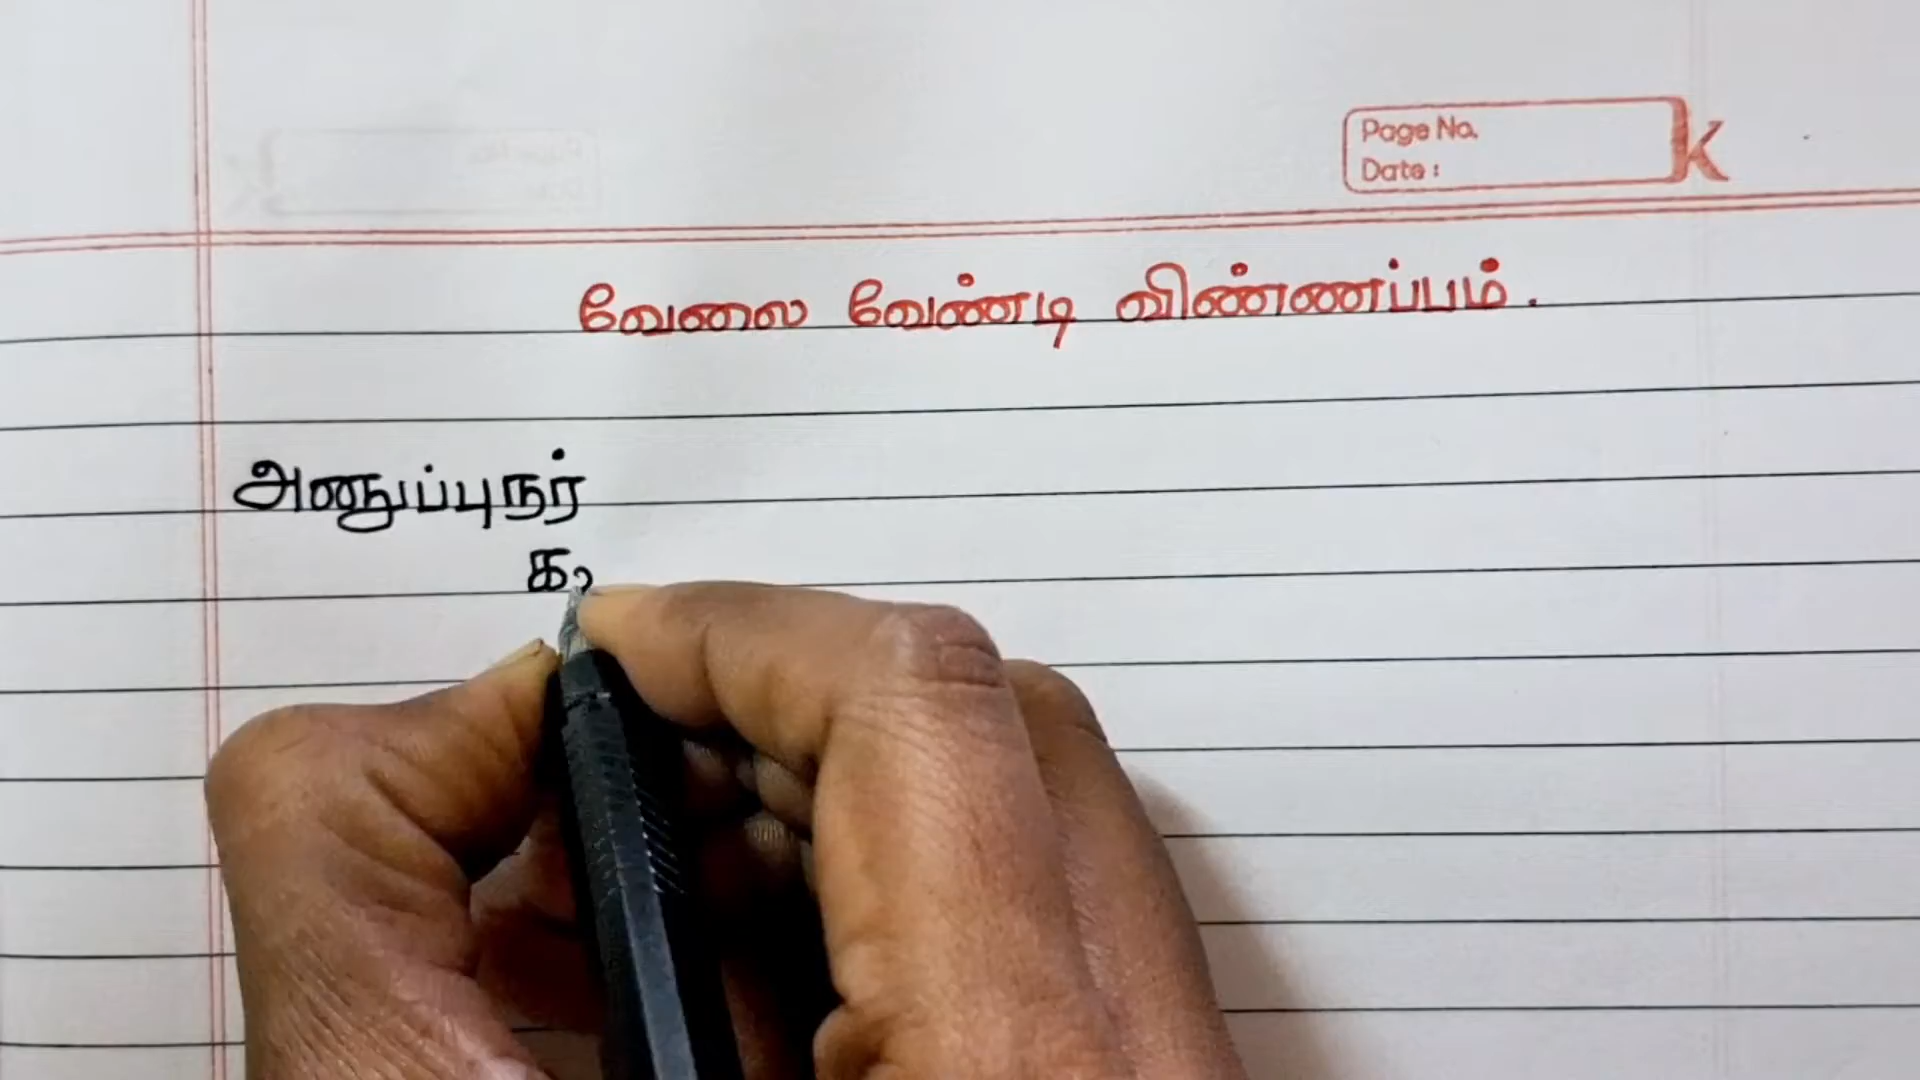 Page No.
Date :
வேலை வேண்டி விண்ணப்பம்.
அனுப்புநர்
க